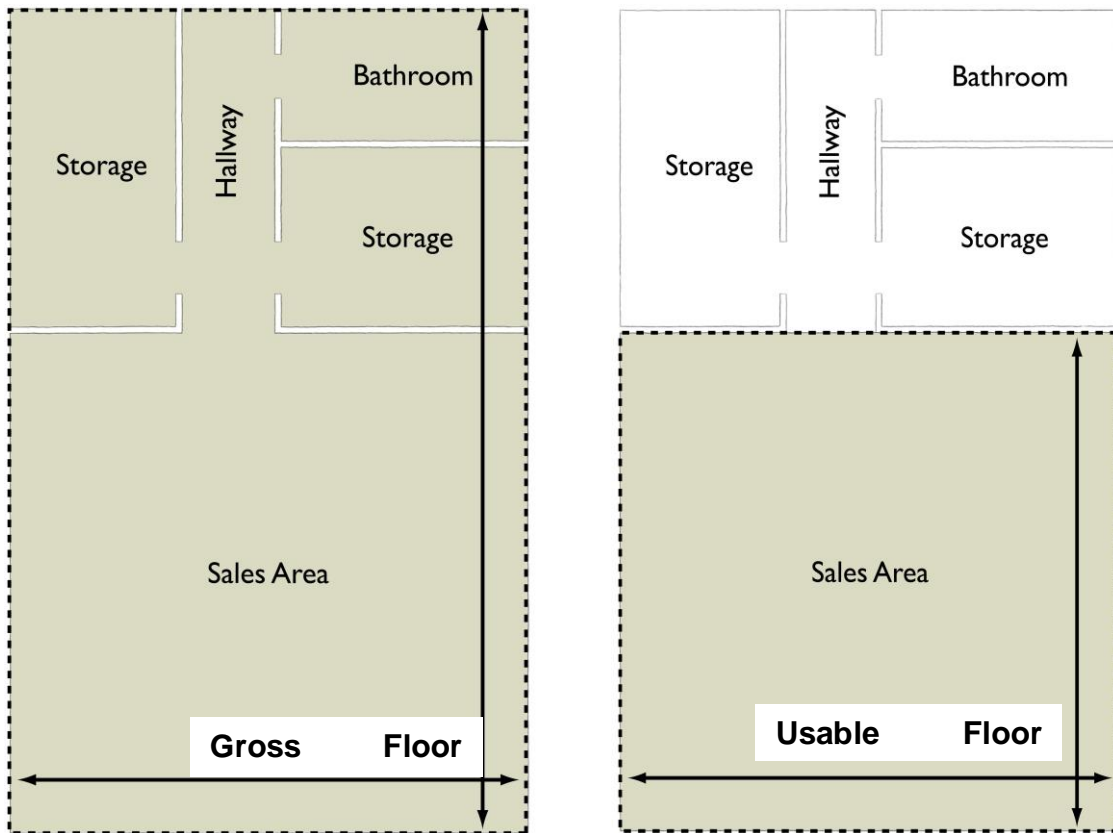 Bathroom
Storage
Hallway
Storage
Sales Area
Gross Floor
Bathroom
Storage
Hallway
Storage
Sales Area
Usable Floor